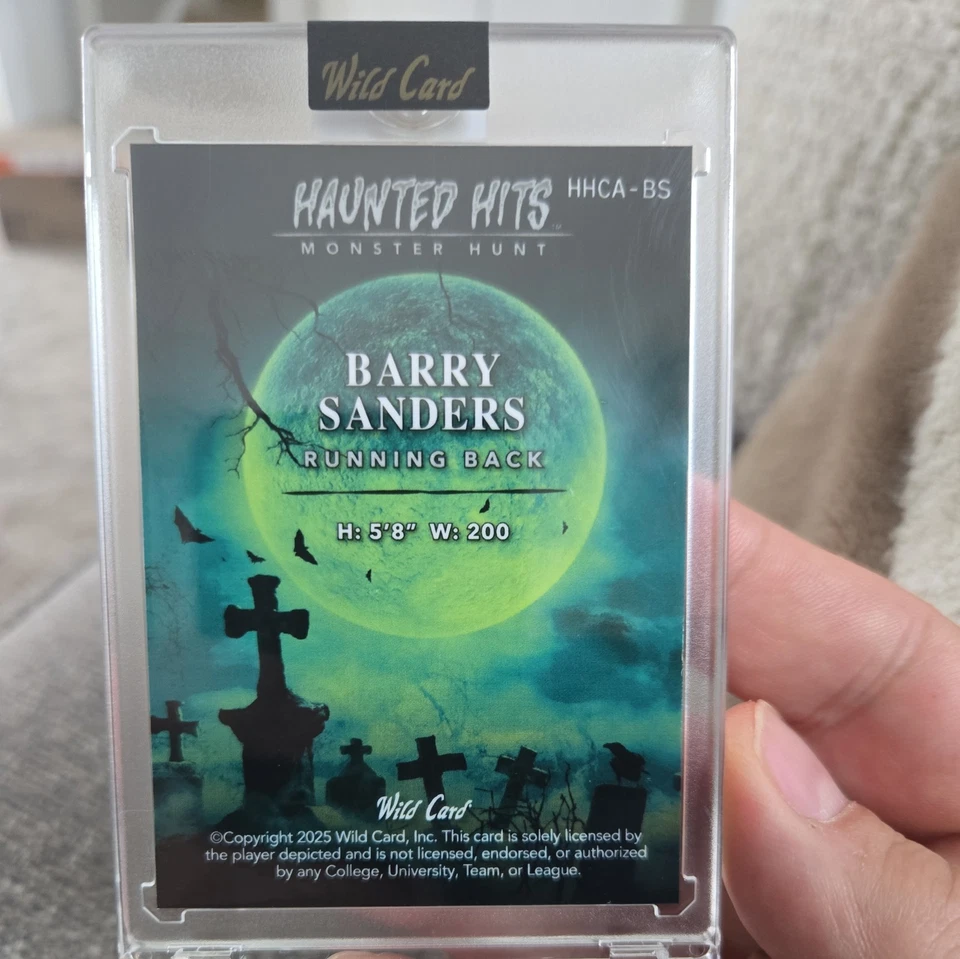 Wild Card
HAUNTED HITS
HHCA-BS
MONSTER HUNT
BARRY
SANDERS
RUNNING BACK
H: 5'8" W: 200
Wild Card
©Copyright 2025 Wild Card, Inc. This card is solely licensed by
the player depicted and is not licensed, endorsed, or authorized
by any College, University, Team, or League.